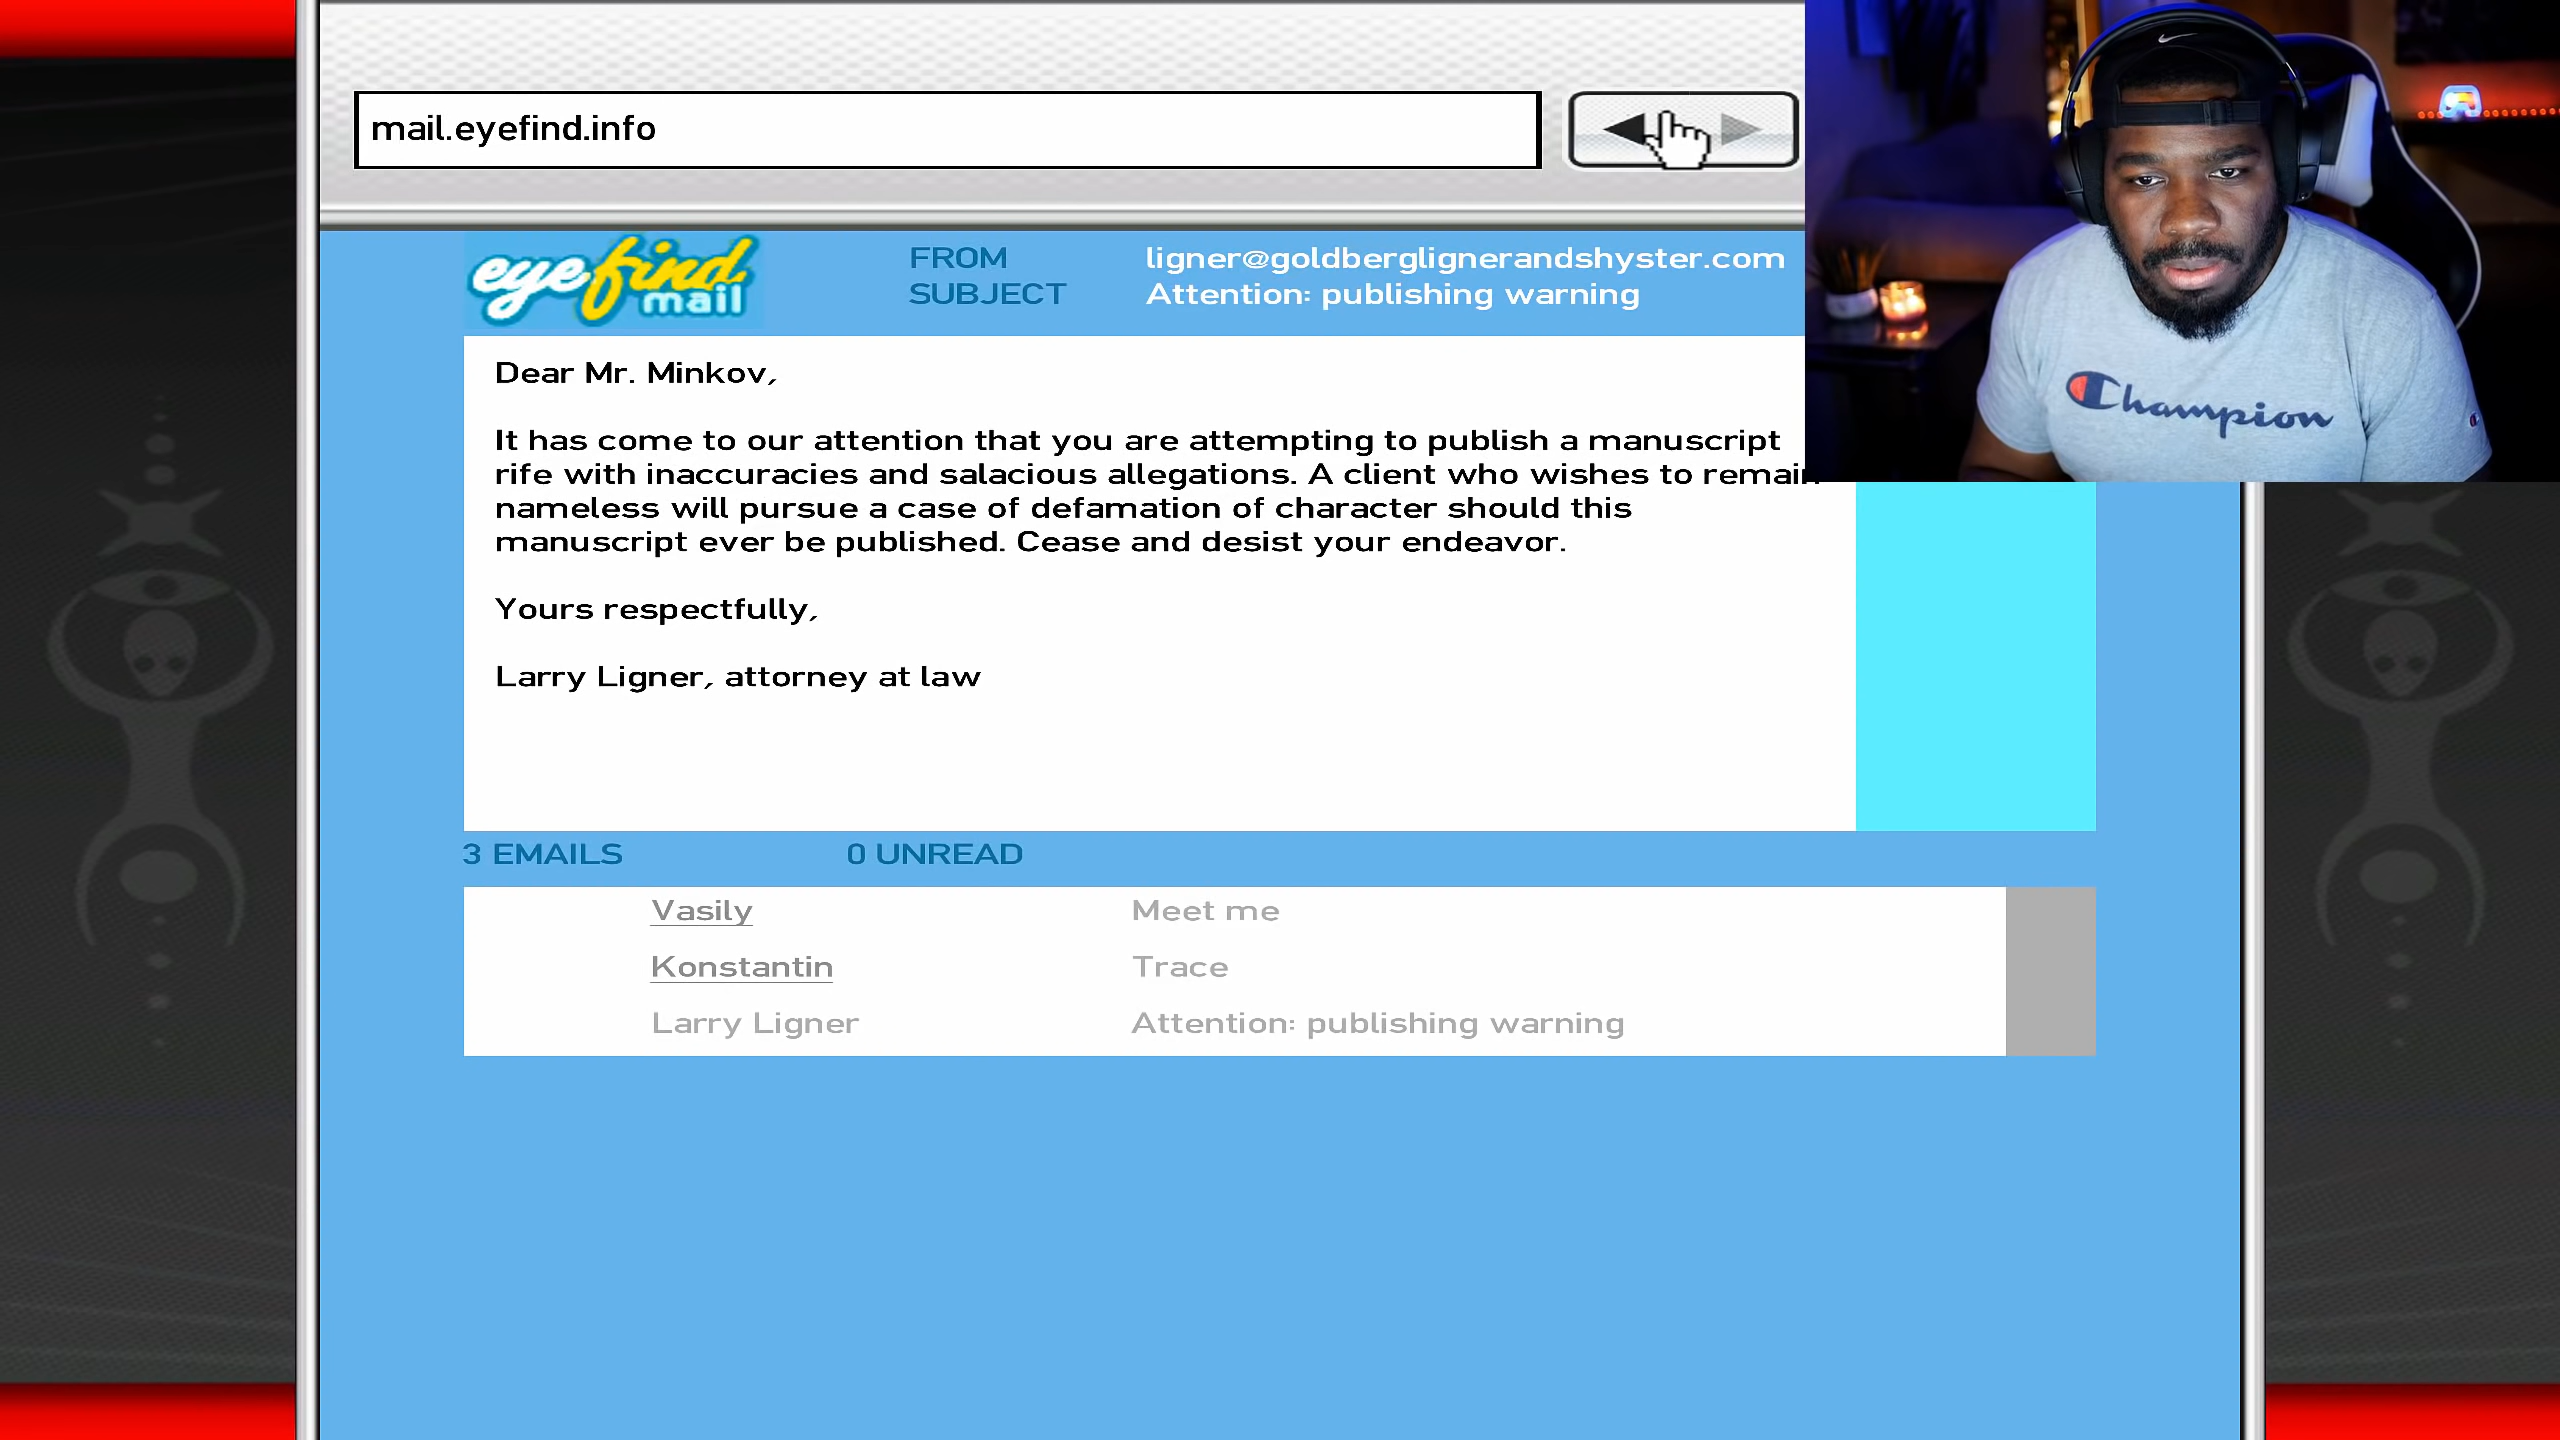 mail.eyefind.info
eyefind
mail
FROM ligner@goldberglignerandshyster.com
SUBJECT Attention: publishing warning
Dear Mr. Minkov,
It has come to our attention that you are attempting to publish a manuscript
rife with inaccuracies and salacious allegations. A client who wishes to remain
nameless will pursue a case of defamation of character should this
manuscript ever be published. Cease and desist your endeavor.
Yours respectfully,
Larry Ligner, attorney at law
3 EMAILS 0 UNREAD
Vasily Meet me
Konstantin Trace
Larry Ligner Attention: publishing warning
Champion